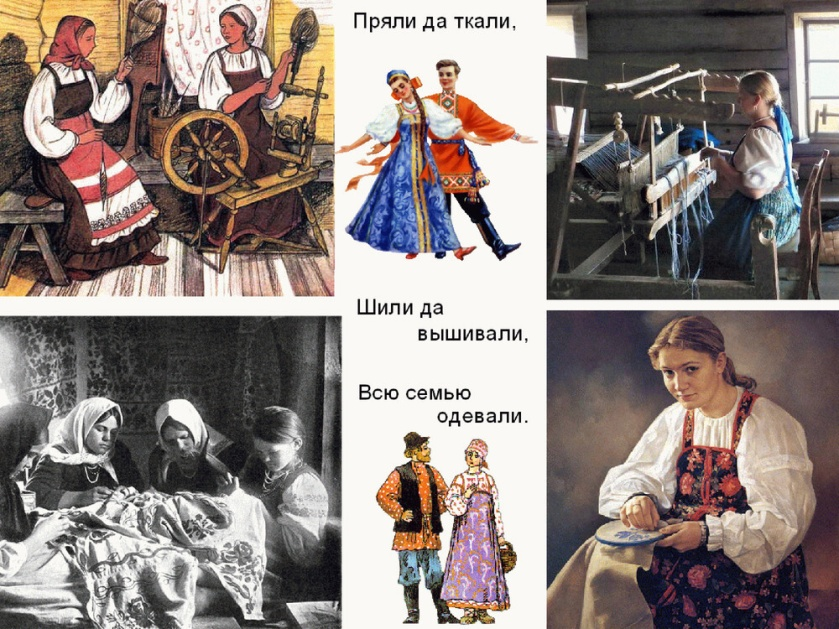 Пряли да ткали,
Шили да
вышивали,
Всю семью
одевали.